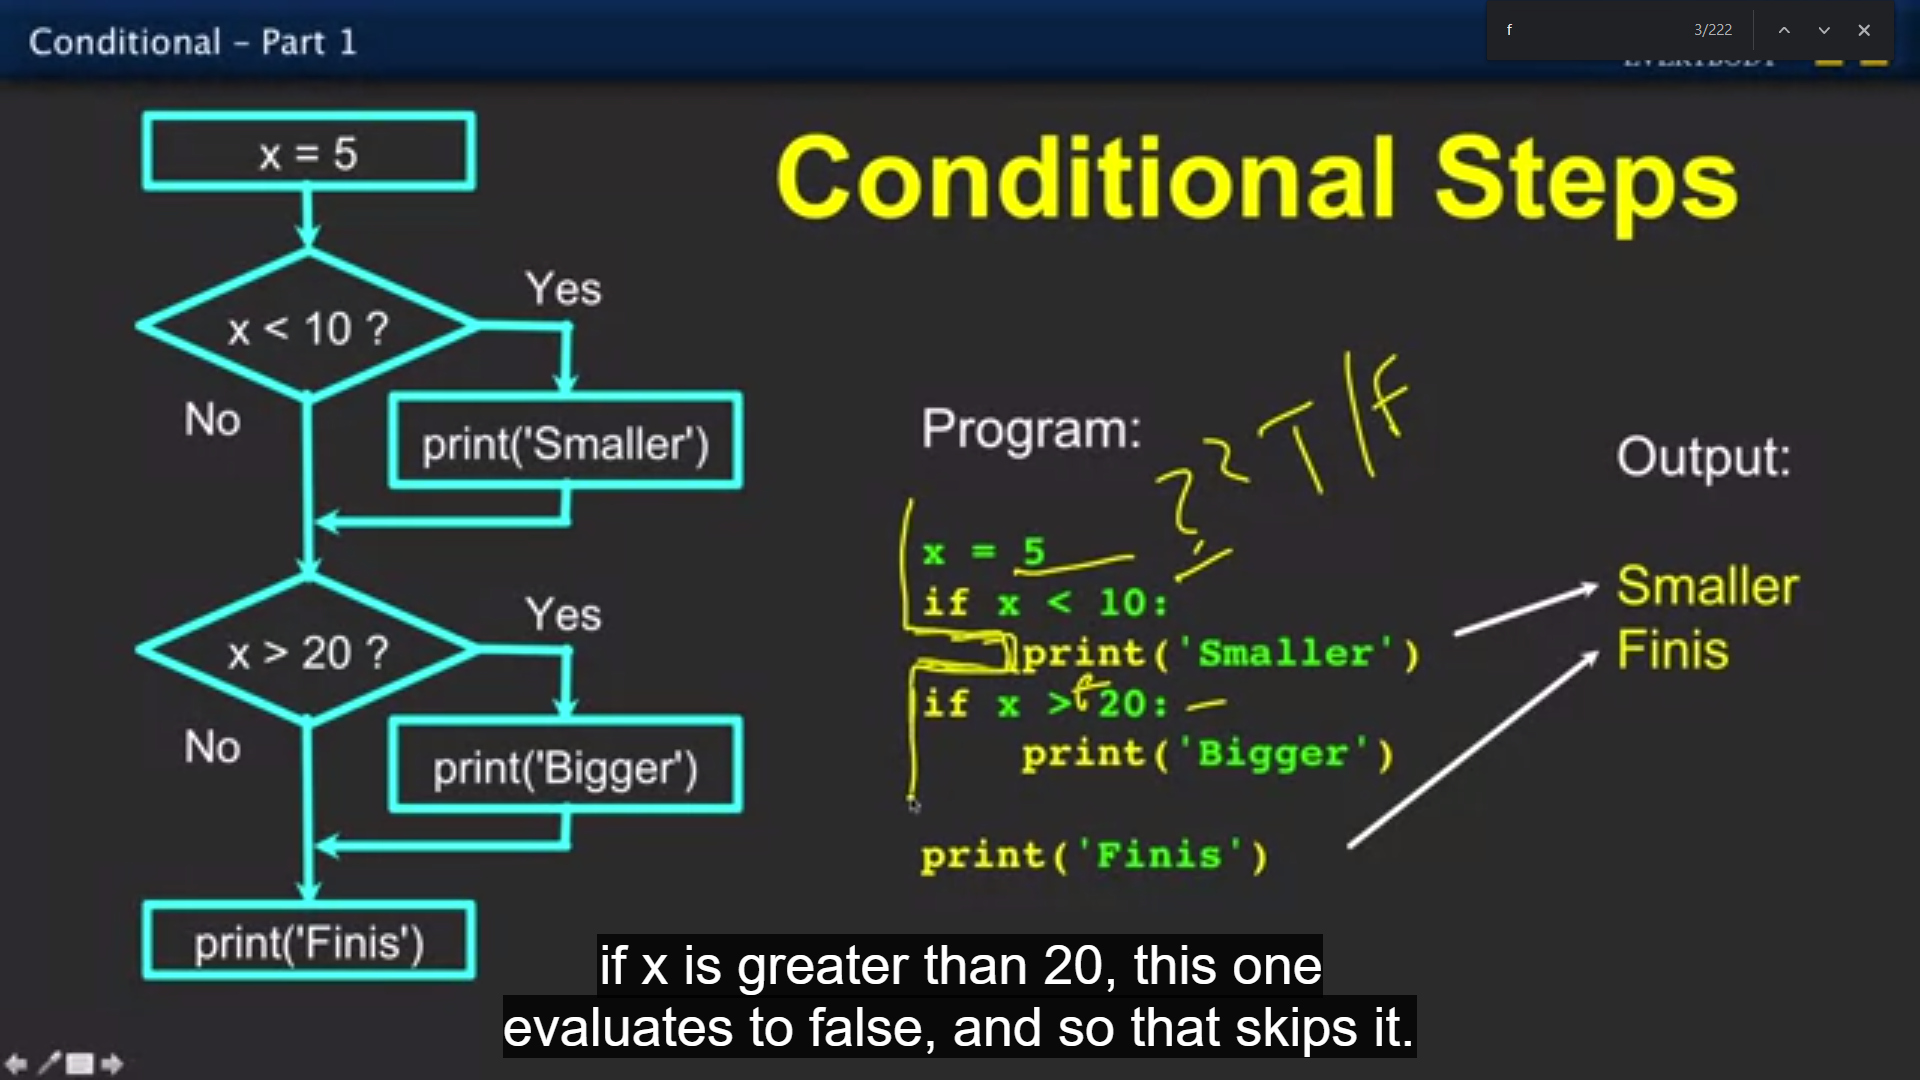 Conditional – Part 1
f 3/222
x = 5
x < 10 ?
Yes
No
print('Smaller')
x > 20 ?
Yes
No
print('Bigger')
print('Finis')
Conditional Steps
Program:
? ? T/F
x = 5
if x < 10:
print('Smaller')
if x > 20:
print('Bigger')
print('Finis')
Output:
Smaller
Finis
if x is greater than 20, this one
evaluates to false, and so that skips it.